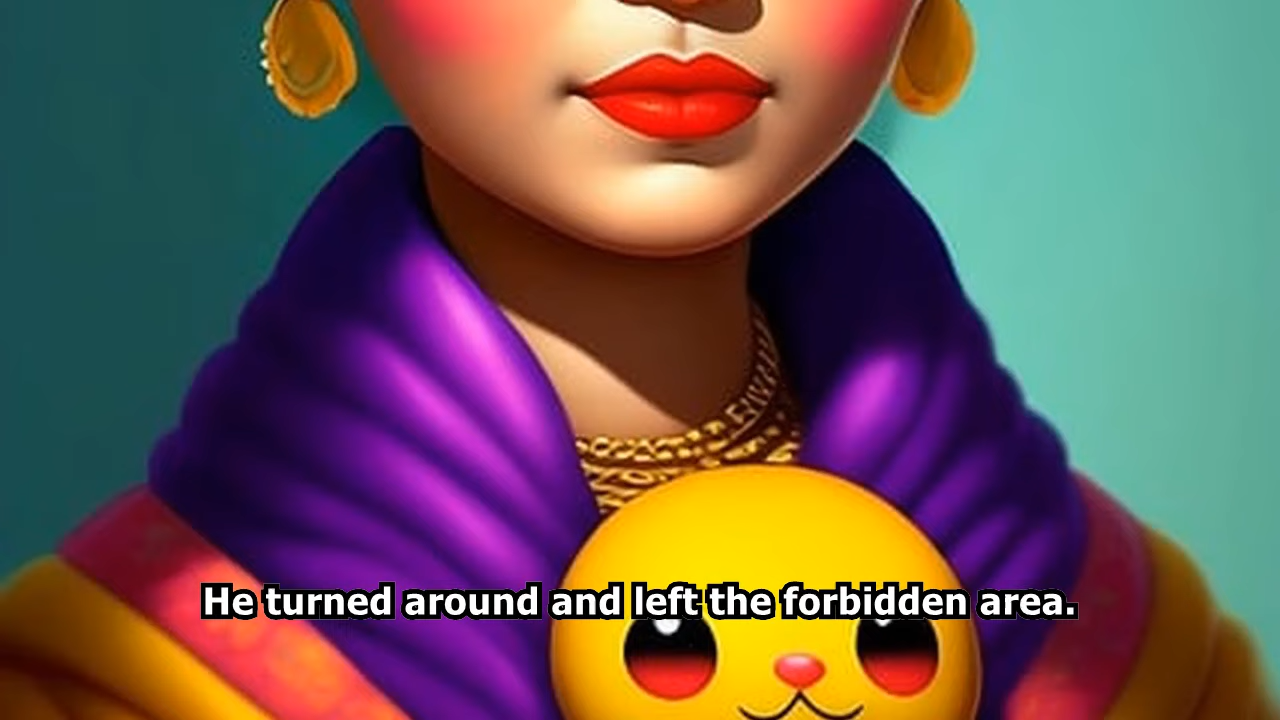 He turned around and left the forbidden area.